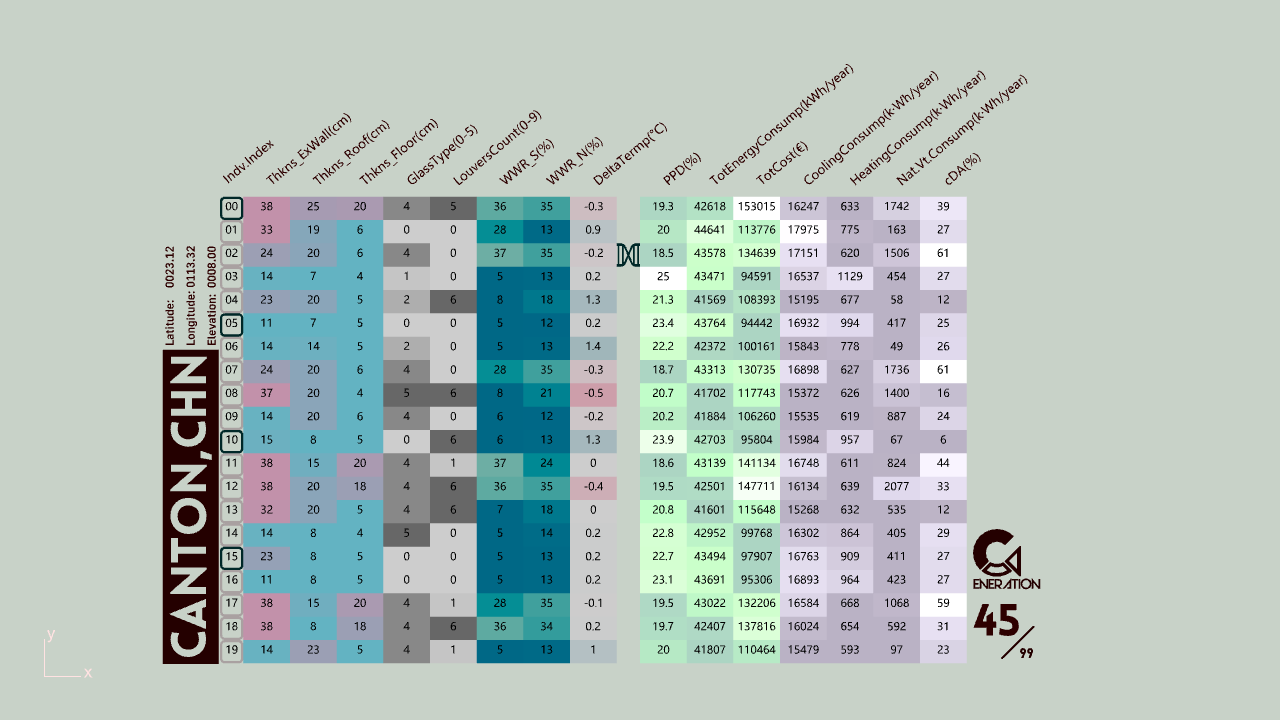 Indv.Index Thkns_ExWall(cm) Thkns_Roof(cm) Thkns_Floor(cm) GlassType(0-5) LouversCount(0-9) WWR_S(%) WWR_N(%) DeltaTermp(°C) PPD(%) TotEnergyConsump(kWh/year) TotCost(€) CoolingConsump(k·Wh/year) HeatingConsump(k·Wh/year) Nat.Vt.Consump(k·Wh/year) cDA(%)
00 38 25 20 4 5 36 35 -0.3 19.3 42618 153015 16247 633 1742 39
01 33 19 6 0 0 28 13 0.9 20 44641 113776 17975 775 163 27
02 24 20 6 4 0 37 35 -0.2 18.5 43578 134639 17151 620 1506 61
03 14 7 4 1 0 5 13 0.2 25 43471 94591 16537 1129 454 27
04 23 20 5 2 6 8 18 1.3 21.3 41569 108393 15195 677 58 12
05 11 7 5 0 0 5 12 0.2 23.4 43764 94442 16932 994 417 25
06 14 14 5 2 0 5 13 1.4 22.2 42372 100161 15843 778 49 26
07 24 20 6 4 0 28 35 -0.3 18.7 43313 130735 16898 627 1736 61
08 37 20 4 5 6 8 21 -0.5 20.7 41702 117743 15372 626 1400 16
09 14 20 6 4 0 6 12 -0.2 20.2 41884 106260 15535 619 887 24
10 15 8 5 0 6 6 13 1.3 23.9 42703 95804 15984 957 67 6
11 38 15 20 4 1 37 24 0 18.6 43139 141134 16748 611 824 44
12 38 20 18 4 6 36 35 -0.4 19.5 42501 147711 16134 639 2077 33
13 32 20 5 4 6 7 18 0 20.8 41601 115648 15268 632 535 12
14 14 8 4 5 0 5 14 0.2 22.8 42952 99768 16302 864 405 29
15 23 8 5 0 0 5 13 0.2 22.7 43494 97907 16763 909 411 27
16 11 8 5 0 0 5 13 0.2 23.1 43691 95306 16893 964 423 27
17 38 15 20 4 1 28 35 -0.1 19.5 43022 132206 16584 668 1068 59
18 38 8 18 4 6 36 34 0.2 19.7 42407 137816 16024 654 592 31
19 14 23 5 4 1 5 13 1 20 41807 110464 15479 593 97 23
Latitude: 0023.12
Longitude: 0113.32
Elevation: 0008.00
CANTON,CHN
GENERATION
45/99
y
x